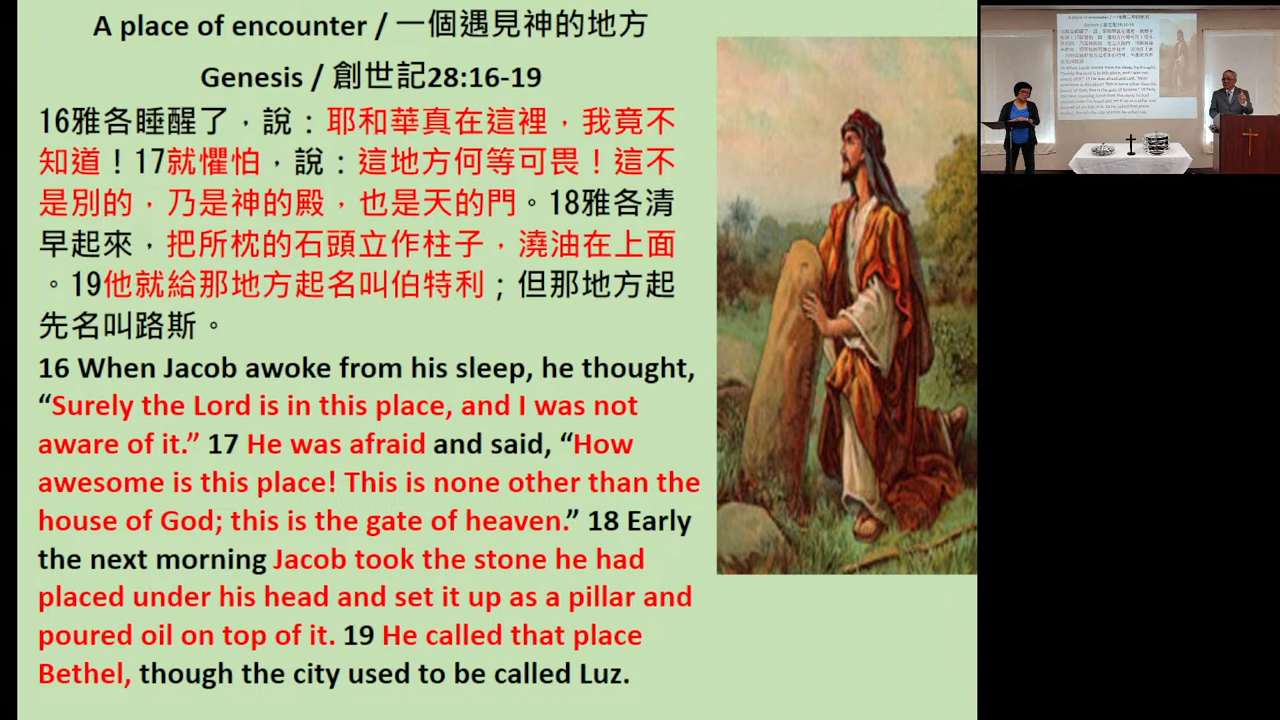 A place of encounter / 一個遇見神的地方
Genesis / 創世記28:16-19
16雅各睡醒了，說：耶和華真在這裡，我竟不
知道！17就懼怕，說：這地方何等可畏！這不
是別的，乃是神的殿，也是天的門。18雅各清
早起來，把所枕的石頭立作柱子，澆油在上面
。19他就給那地方起名叫伯特利；但那地方起
先名叫路斯。
16 When Jacob awoke from his sleep, he thought,
“Surely the Lord is in this place, and I was not
aware of it.” 17 He was afraid and said, “How
awesome is this place! This is none other than the
house of God; this is the gate of heaven.” 18 Early
the next morning Jacob took the stone he had
placed under his head and set it up as a pillar and
poured oil on top of it. 19 He called that place
Bethel, though the city used to be called Luz.